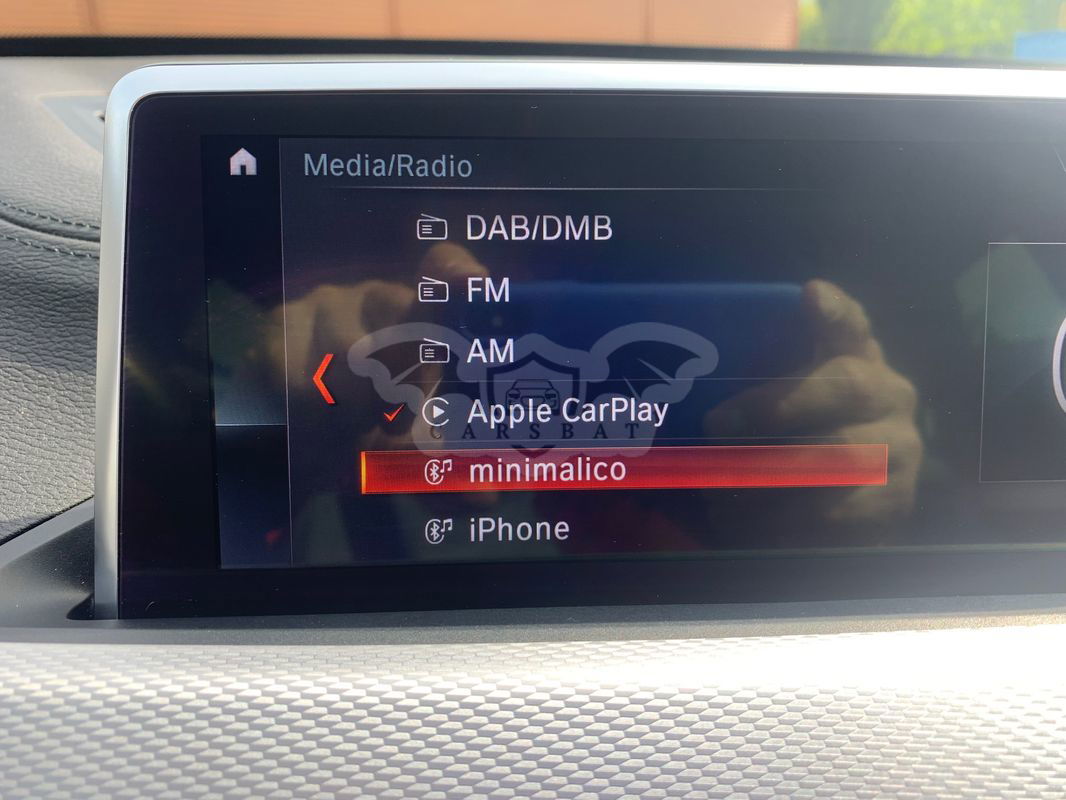 Media/Radio
DAB/DMB
FM
AM
Apple CarPlay
CARSBAT
minimalico
iPhone